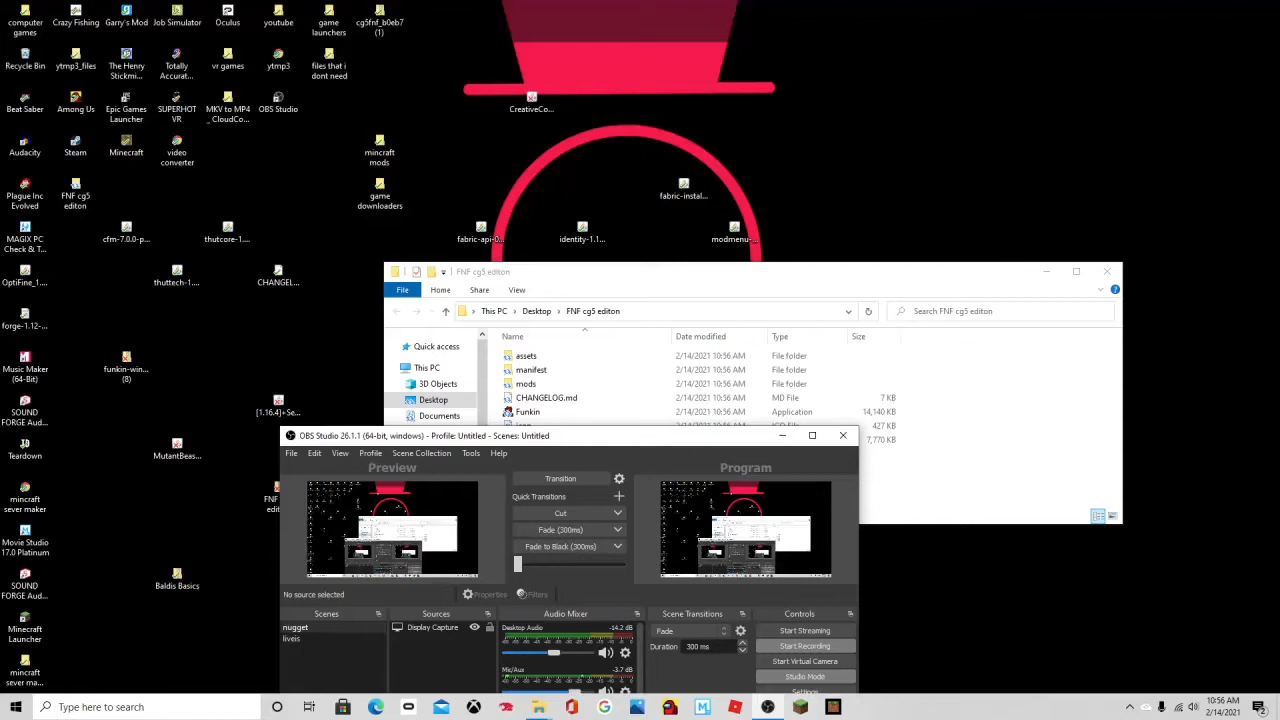 computer
games
Crazy Fishing
Garry's Mod
Job Simulator
Oculus
youtube
game
launchers
cg5fnf_b0eb7
(1)
Recycle Bin
ytmp3_files
The Henry
Stickmi...
Totally
Accurat...
vr games
ytmp3
files that i
dont need
Beat Saber
Among Us
Epic Games
Launcher
SUPERHOT
VR
MKV to MP4
_ CloudCo...
OBS Studio
CreativeCo...
Audacity
Steam
Minecraft
video
converter
mincraft
mods
Plague Inc
Evolved
FNF cg5
editon
game
downloaders
fabric-instal...
MAGIX PC
Check & T...
cfm-7.0.0-p...
thutcore-1....
fabric-api-0...
identity-1.1...
modmenu-...
OptiFine_1....
thuttech-1....
CHANGEL...
forge-1.12-...
Music Maker
(64-Bit)
funkin-win...
(8)
SOUND
FORGE Aud...
[1.16.4]+Se...
Teardown
MutantBeas...
mincraft
sever maker
Movie Studio
17.0 Platinum
SOUND
FORGE Aud...
Baldis Basics
Minecraft
Launcher
mincraft
sever ma...
FNF cg5 editon
File
Home
Share
View
This PC
Desktop
FNF cg5 editon
Search FNF cg5 editon
Name
Date modified
Type
Size
Quick access
This PC
3D Objects
Desktop
Documents
assets 2/14/2021 10:56 AM File folder
manifest 2/14/2021 10:56 AM File folder
mods 2/14/2021 10:56 AM File folder
CHANGELOG.md 2/14/2021 10:56 AM MD File 7 KB
Funkin 2/14/2021 10:56 AM Application 14,140 KB
427 KB
7,770 KB
OBS Studio 26.1.1 (64-bit, windows) - Profile: Untitled - Scenes: Untitled
File Edit View Profile Scene Collection Tools Help
Preview
Program
Transition
Quick Transitions
Cut
Fade (300ms)
Fade to Black (300ms)
No source selected
Properties
Filters
Scenes
Sources
Audio Mixer
Scene Transitions
Controls
nugget
liveis
Display Capture
Desktop Audio
-14.2 dB
Mic/Aux
-3.7 dB
Fade
Duration
300 ms
Start Streaming
Start Recording
Start Virtual Camera
Studio Mode
Settings
Type here to search
10:56 AM
2/14/2021